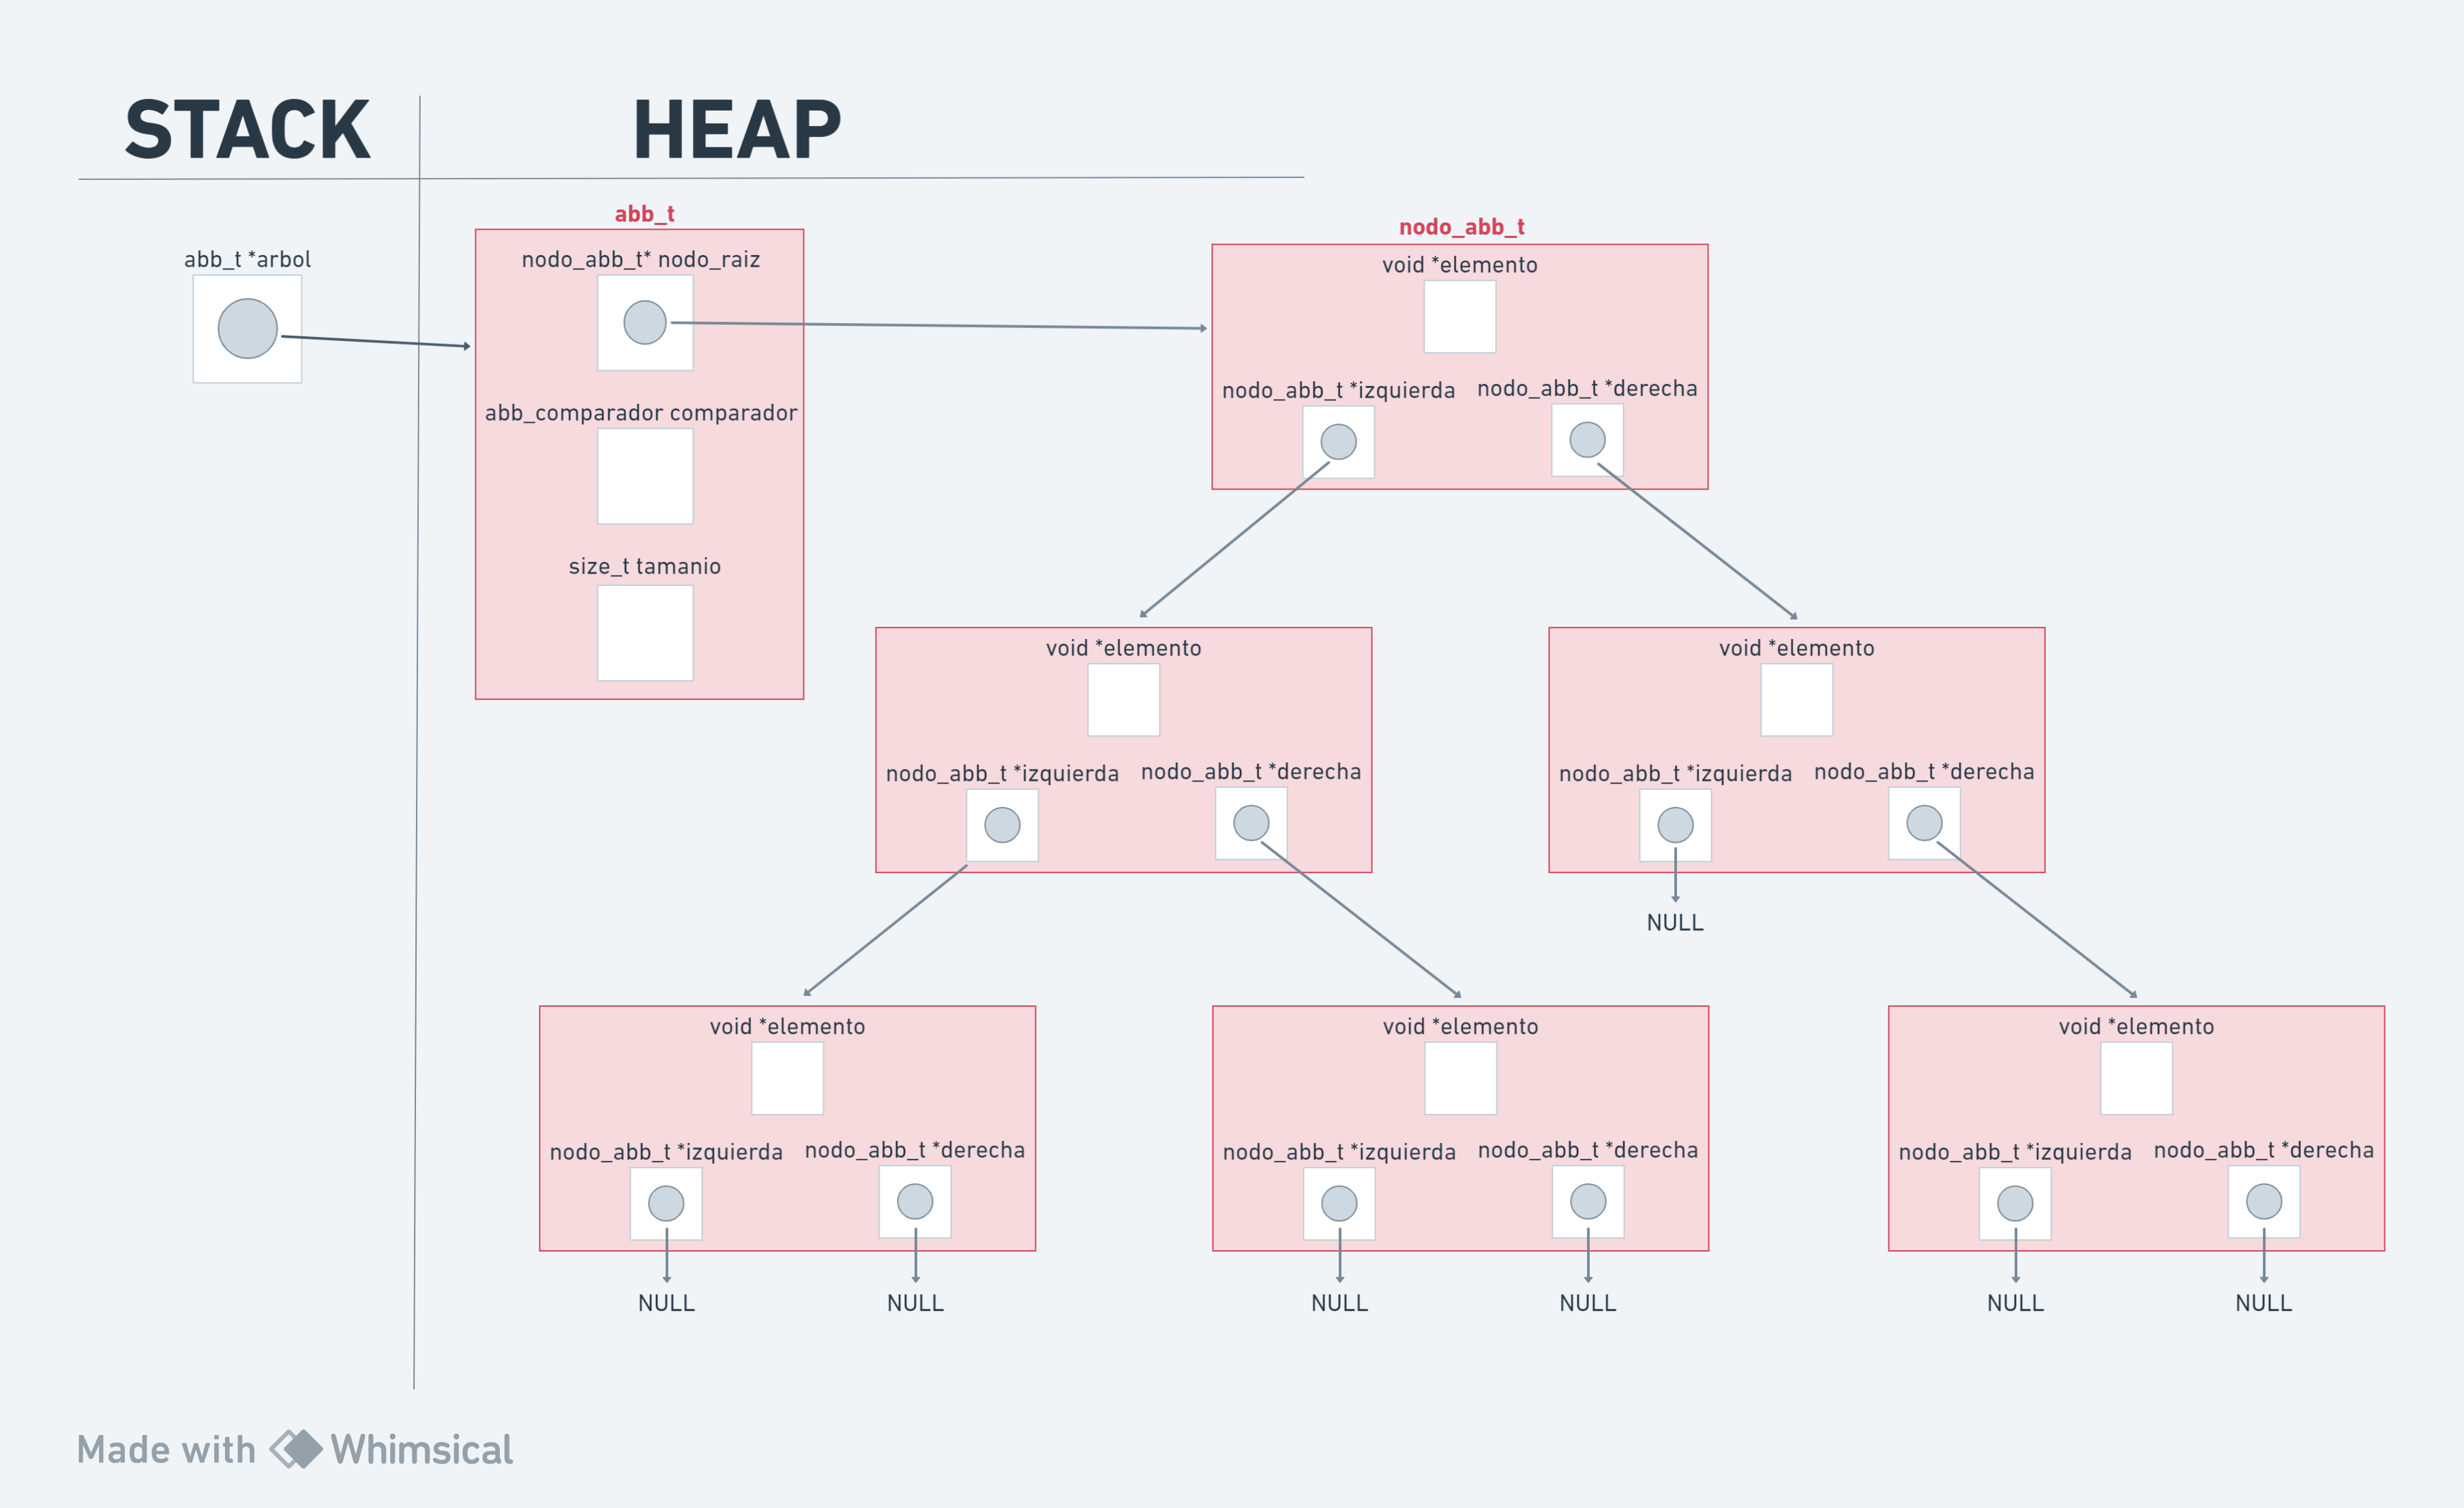 STACK
HEAP
abb_t
nodo_abb_t
abb_t *arbol
nodo_abb_t* nodo_raiz
void *elemento
nodo_abb_t *izquierda
nodo_abb_t *derecha
abb_comparador comparador
size_t tamanio
void *elemento
void *elemento
nodo_abb_t *izquierda
nodo_abb_t *derecha
nodo_abb_t *izquierda
nodo_abb_t *derecha
NULL
void *elemento
void *elemento
void *elemento
nodo_abb_t *izquierda
nodo_abb_t *derecha
nodo_abb_t *izquierda
nodo_abb_t *derecha
nodo_abb_t *izquierda
nodo_abb_t *derecha
NULL
NULL
NULL
NULL
NULL
NULL
Made with Whimsical